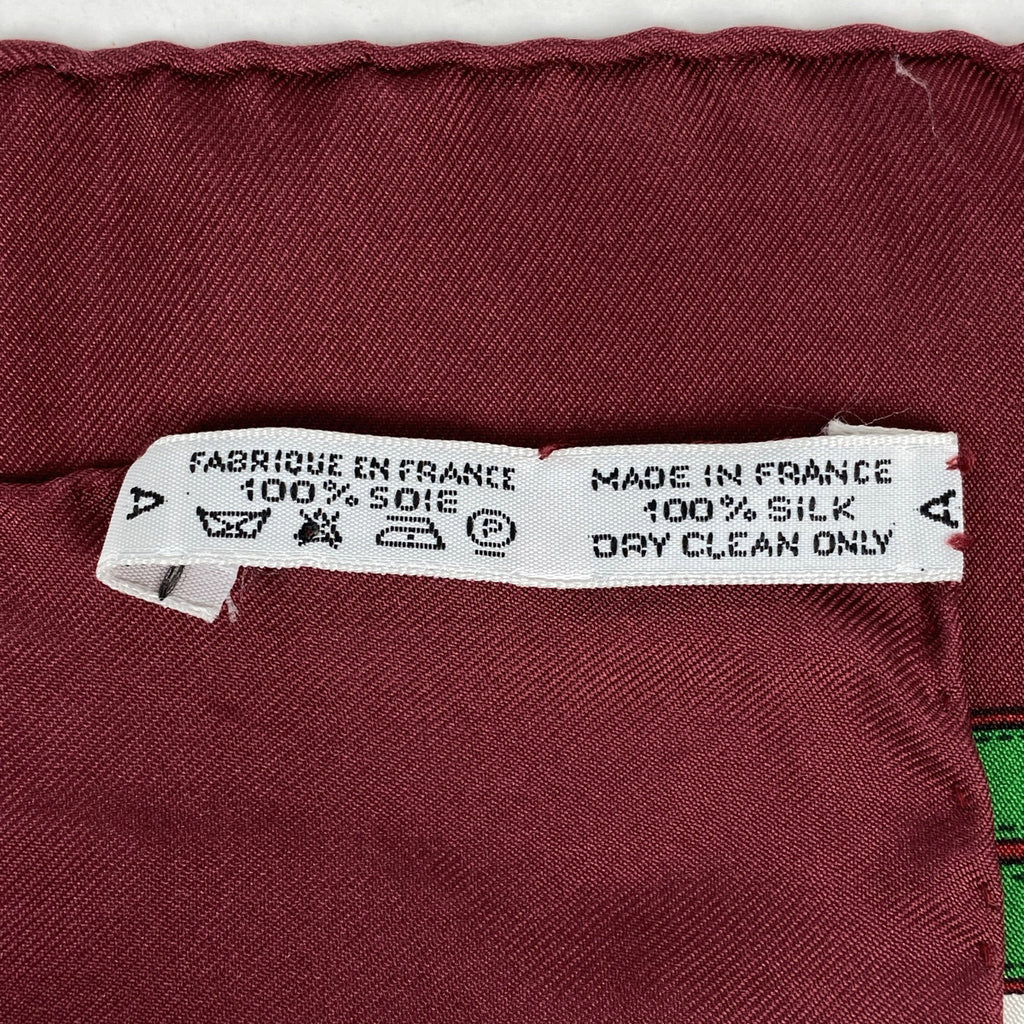 FABRIQUE EN FRANCE
100% SOIE
P
A
MADE IN FRANCE
100% SILK
DRY CLEAN ONLY
A